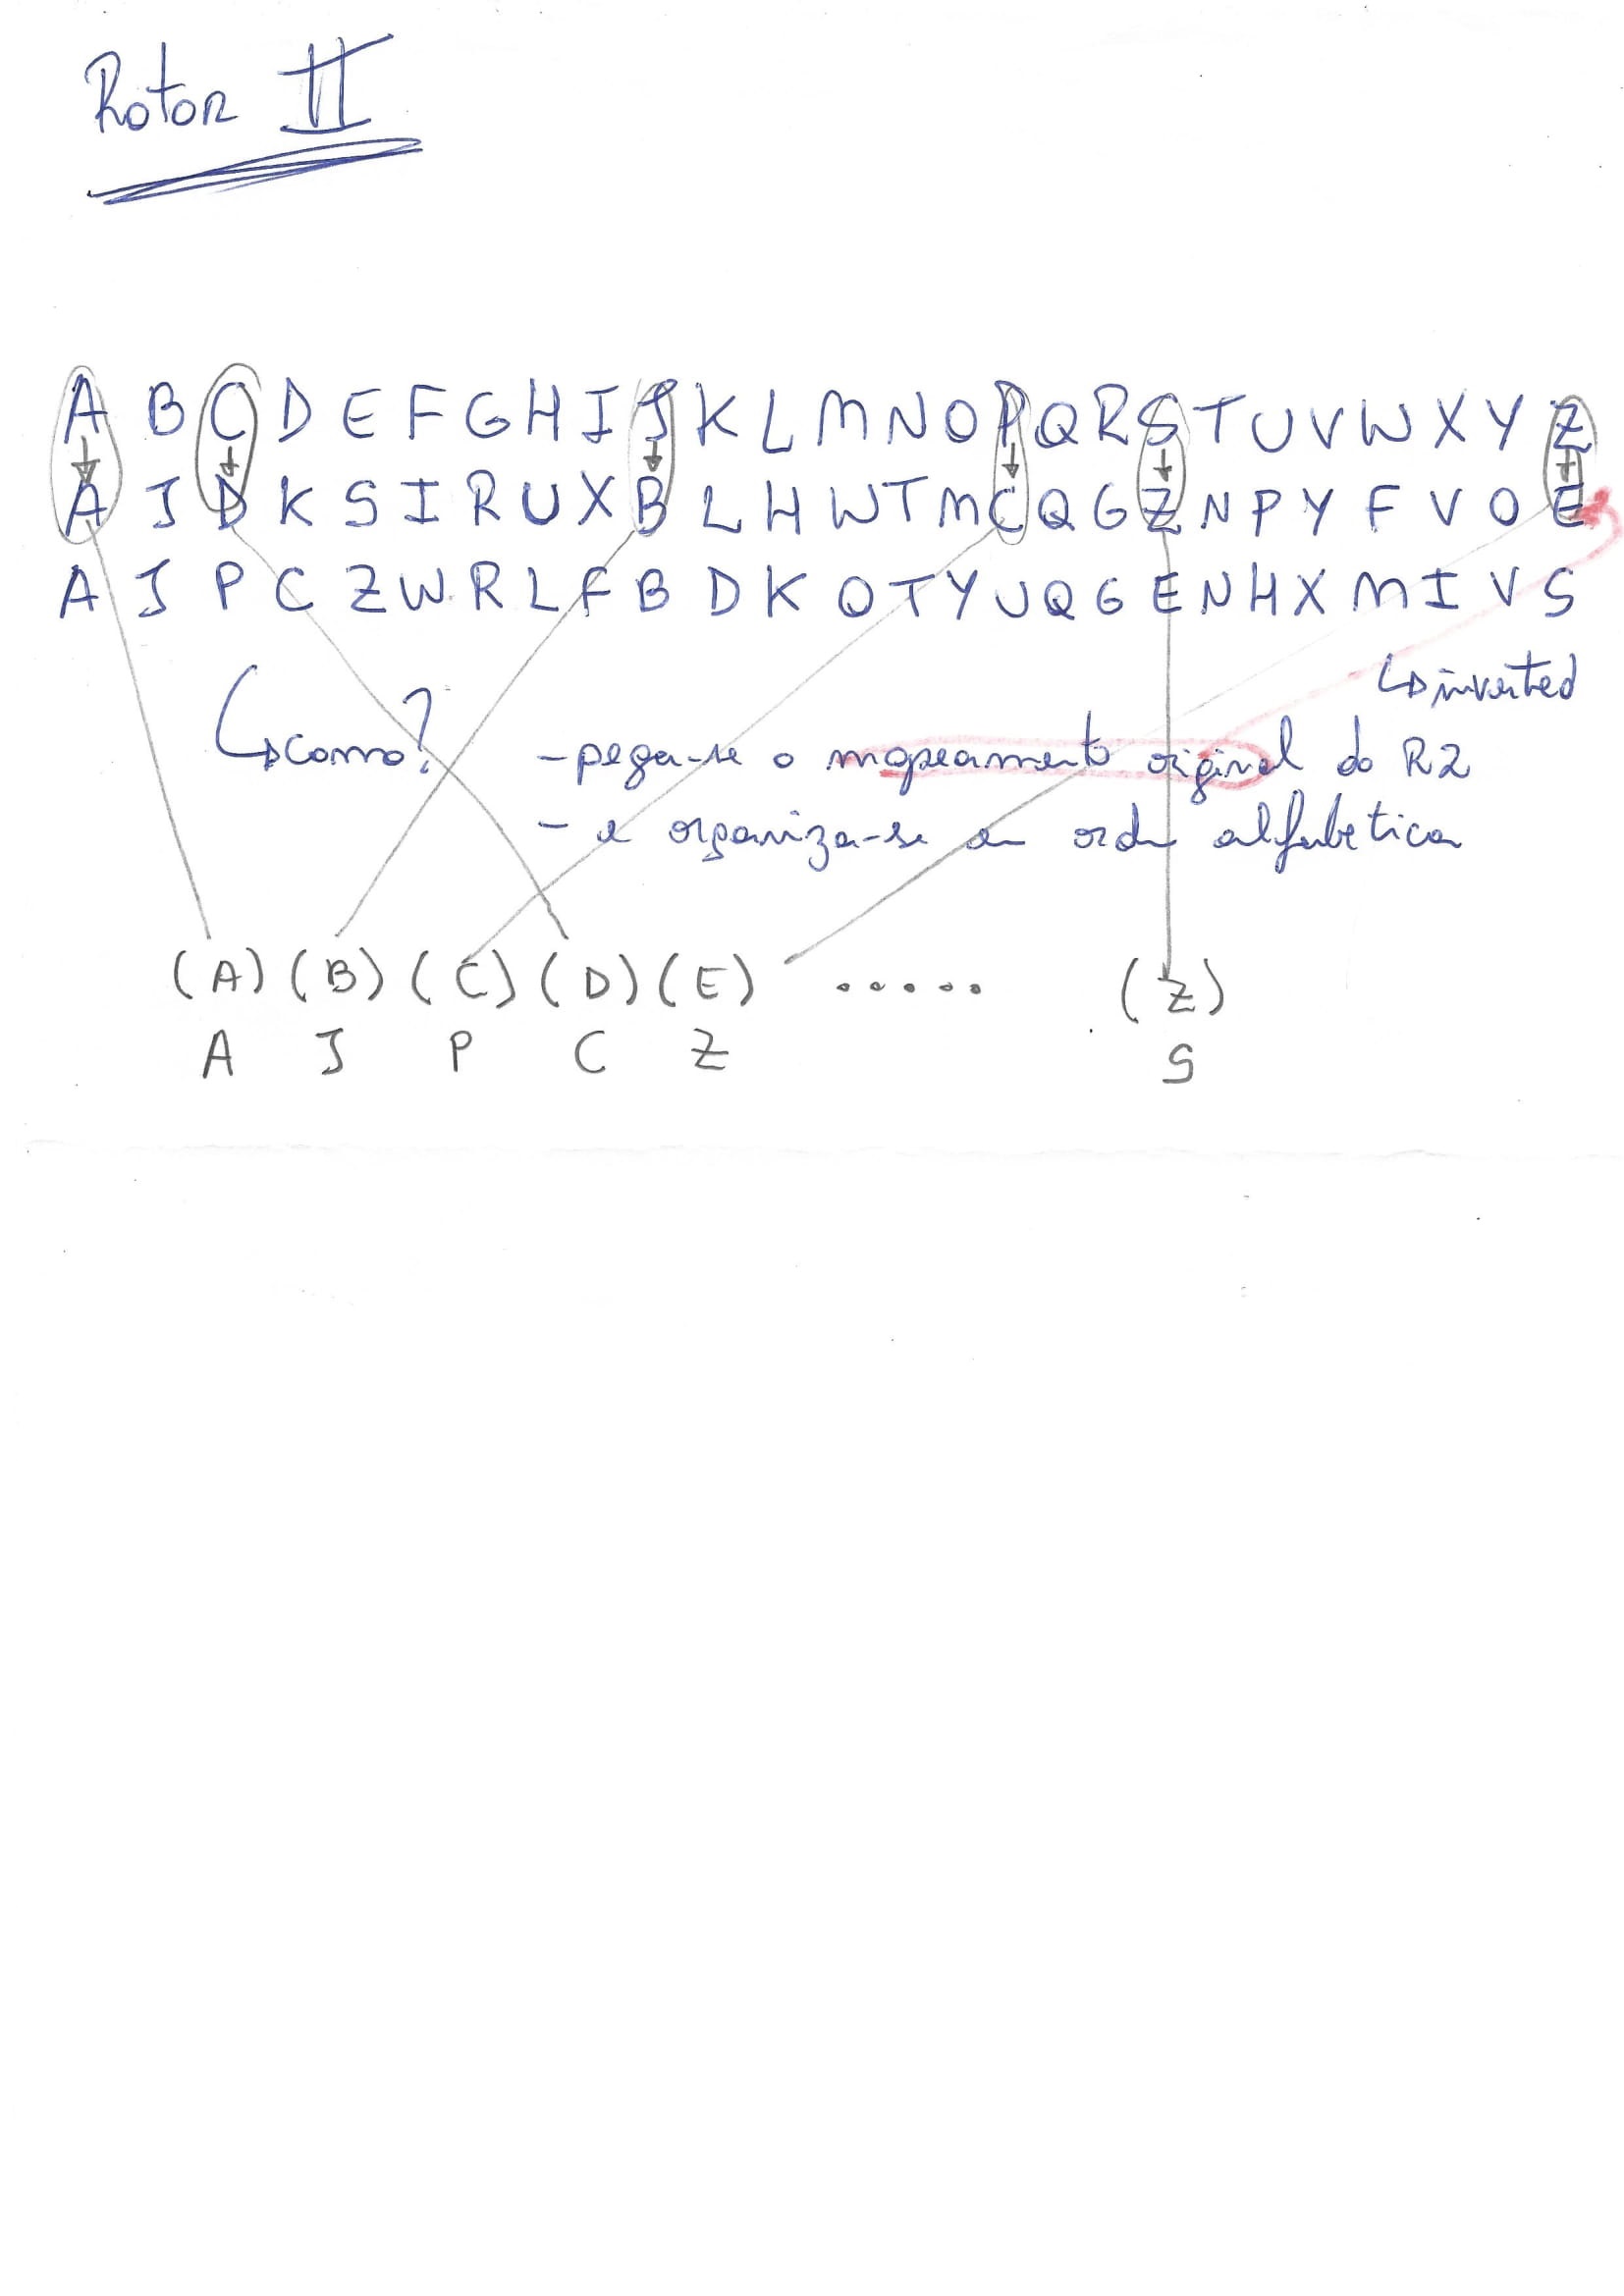 Rotor II
A B C D E F G H I J K L M N O P Q R S T U V W X Y Z
A J D K S I R U X B L H W T M C Q G Z N P Y F V O E
A J P C Z W R L F B D K O T Y U Q G E N H X M I V S
↳ inverted
↳ como? - pega-se o mapeamento original do R2
- e organiza-se em ordem alfabetica
(A) (B) (C) (D) (E) ..... (Z)
A J P C Z S